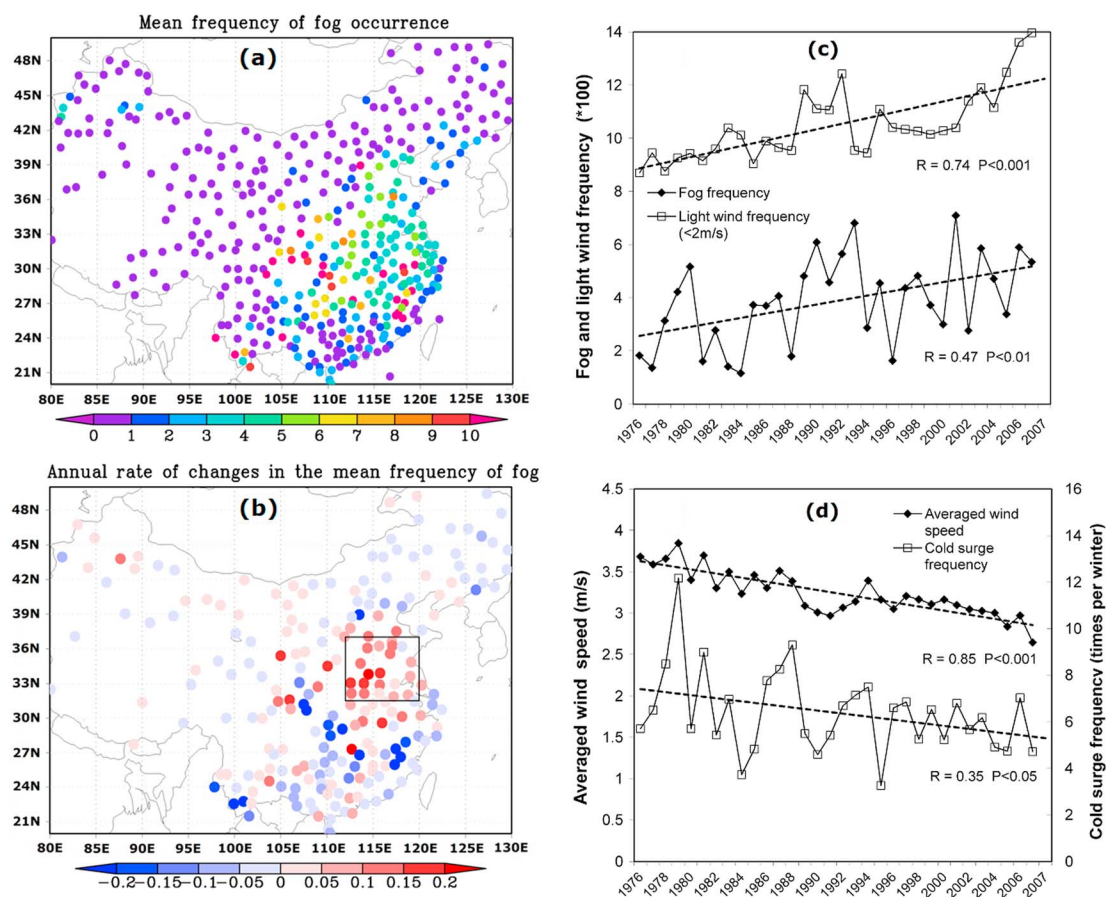 Mean frequency of fog occurrence
(a)
48N
45N
42N
39N
36N
33N
30N
27N
24N
21N
80E 85E 90E 95E 100E 105E 110E 115E 120E 125E 130E
0 1 2 3 4 5 6 7 8 9 10
Annual rate of changes in the mean frequency of fog
(b)
48N
45N
42N
39N
36N
33N
30N
27N
24N
21N
80E 85E 90E 95E 100E 105E 110E 115E 120E 125E 130E
-0.2 -0.15 -0.1 -0.05 0 0.05 0.1 0.15 0.2
(c)
Fog and light wind frequency (*100)
14
12
10
8
6
4
2
0
R = 0.74 P<0.001
Fog frequency
Light wind frequency
(<2m/s)
R = 0.47 P<0.01
1976 1978 1980 1982 1984 1986 1988 1990 1992 1994 1996 1998 2000 2002 2004 2006 2007
(d)
Averaged wind speed (m/s)
4.5
4
3.5
3
2.5
2
1.5
1
0.5
0
Averaged wind
speed
Cold surge
frequency
R = 0.85 P<0.001
R = 0.35 P<0.05
16
14
12
10
8
6
4
2
0
Cold surge frequency (times per winter)
1976 1978 1980 1982 1984 1986 1988 1990 1992 1994 1996 1998 2000 2002 2004 2006 2007